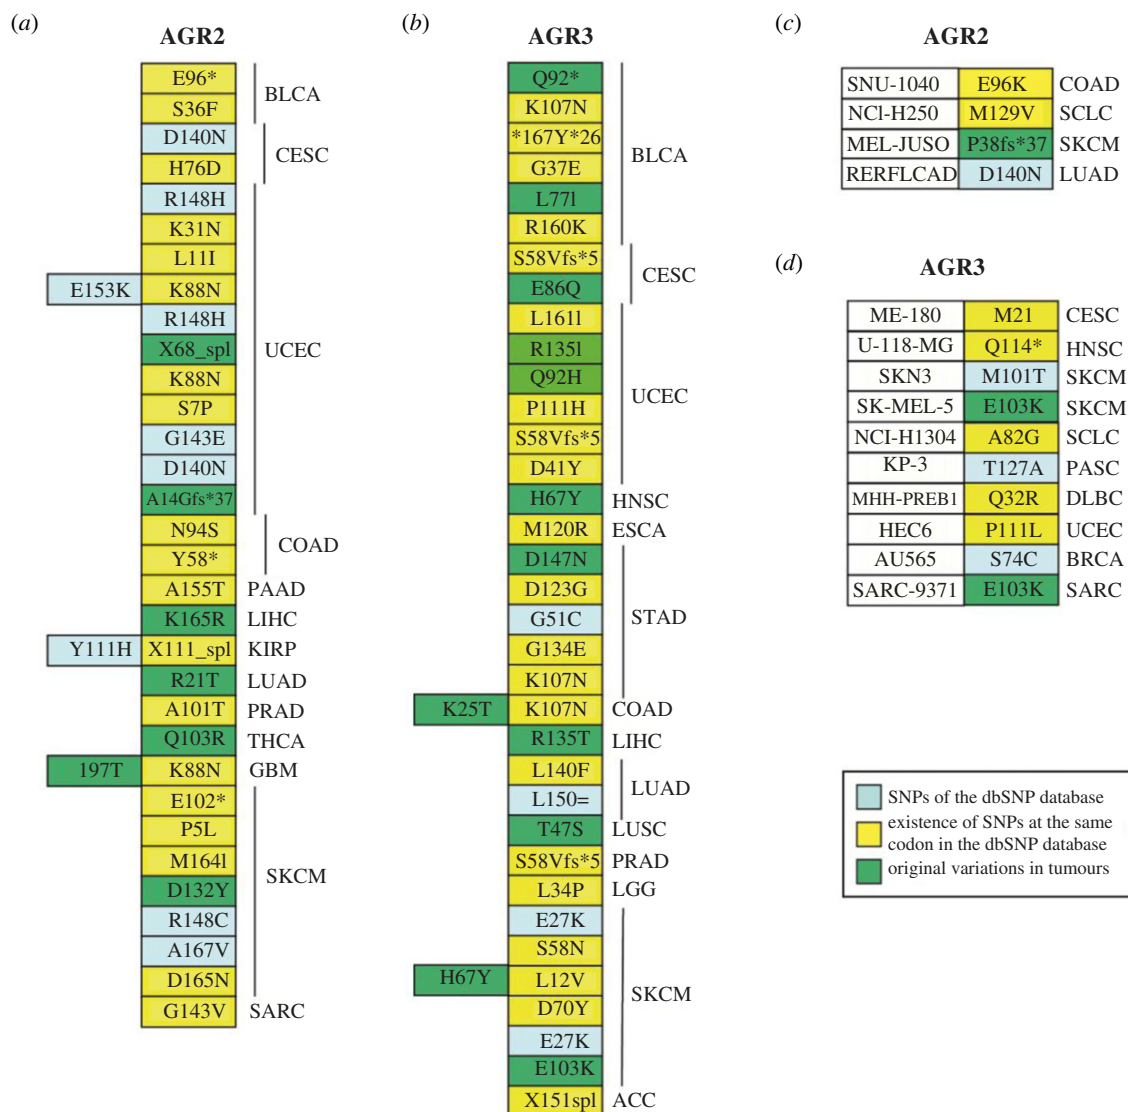 (a)
AGR2
E96*
S36F
BLCA
D140N
H76D
CESC
R148H
K31N
L11I
E153K K88N
R148H
X68_spl
UCEC
K88N
S7P
G143E
D140N
A14Gfs*37
N94S
Y58*
COAD
A155T PAAD
K165R LIHC
Y111H X111_spl KIRP
R21T LUAD
A101T PRAD
Q103R THCA
197T K88N GBM
E102*
P5L
M164l
SKCM
D132Y
R148C
A167V
D165N
G143V SARC
(b)
AGR3
Q92*
K107N
*167Y*26
BLCA
G37E
L77l
R160K
S58Vfs*5
E86Q
CESC
L161l
R135l
Q92H
UCEC
P111H
S58Vfs*5
D41Y
H67Y HNSC
M120R ESCA
D147N
D123G
G51C
STAD
G134E
K107N
K25T K107N COAD
R135T LIHC
L140F
L150=
LUAD
T47S LUSC
S58Vfs*5 PRAD
L34P LGG
E27K
S58N
H67Y L12V
SKCM
D70Y
E27K
E103K
X151spl ACC
(c)
AGR2
SNU-1040 E96K COAD
NCl-H250 M129V SCLC
MEL-JUSO P38fs*37 SKCM
RERFLCAD D140N LUAD
(d)
AGR3
ME-180 M21 CESC
U-118-MG Q114* HNSC
SKN3 M101T SKCM
SK-MEL-5 E103K SKCM
NCI-H1304 A82G SCLC
KP-3 T127A PASC
MHH-PREB1 Q32R DLBC
HEC6 P111L UCEC
AU565 S74C BRCA
SARC-9371 E103K SARC
SNPs of the dbSNP database
existence of SNPs at the same
codon in the dbSNP database
original variations in tumours